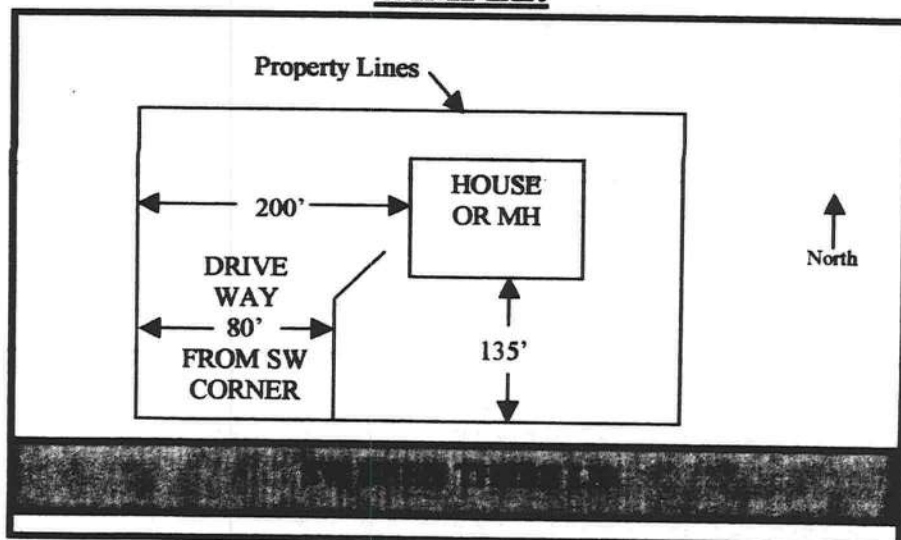 Property Lines
HOUSE
OR MH
200'
North
DRIVE
WAY
80'
FROM SW
CORNER
135'